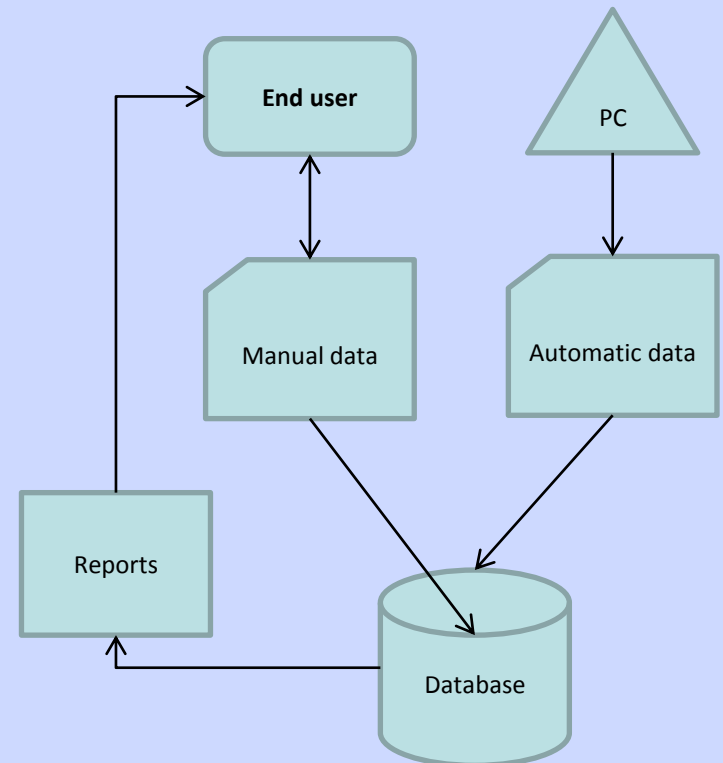 End user
PC
Manual data
Automatic data
Reports
Database